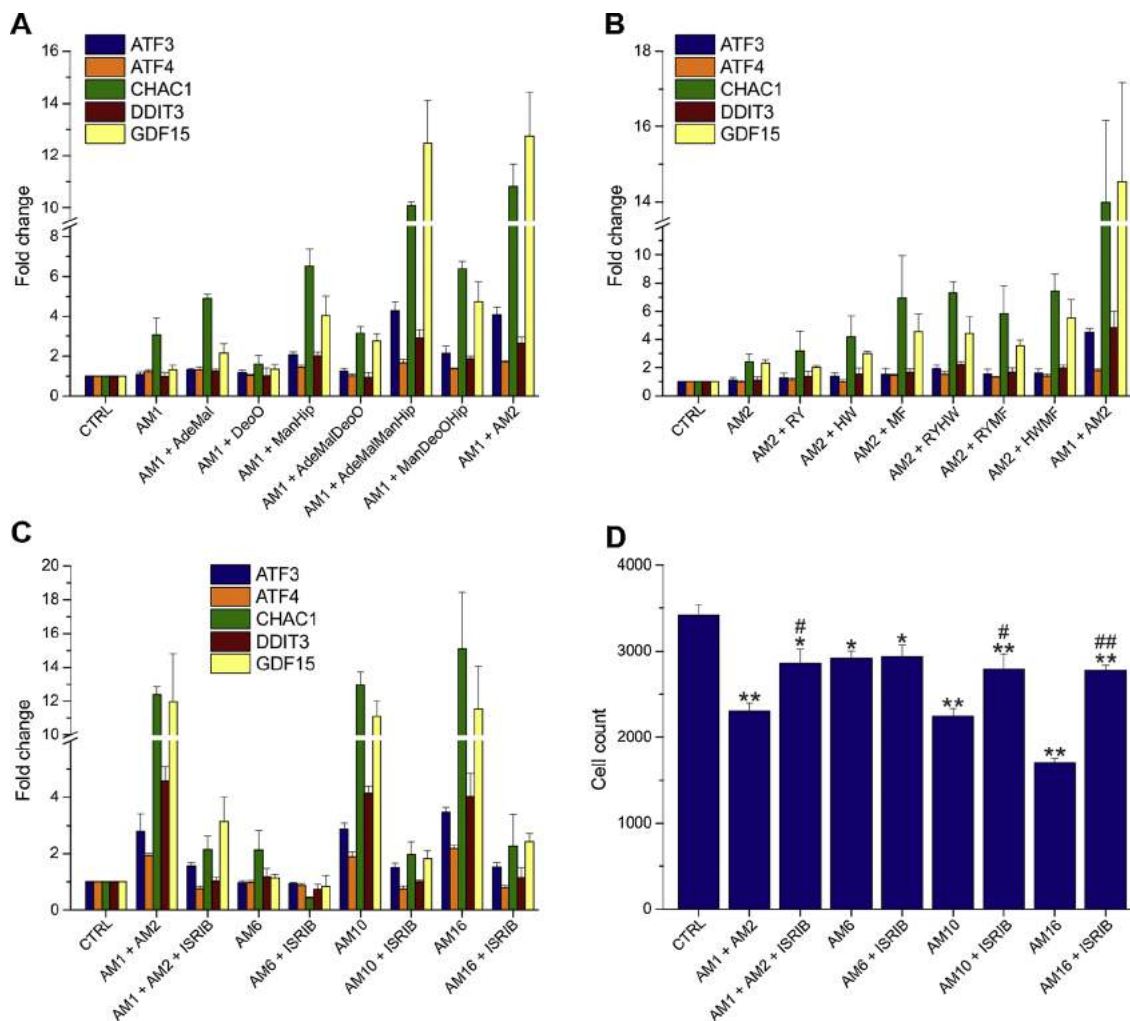 A
Fold change
16
14
12
10
8
6
4
2
0
ATF3
ATF4
CHAC1
DDIT3
GDF15
CTRL
AM1
AM1 + AdeMal
AM1 + DeoO
AM1 + ManHip
AM1 + AdeMalDeoO
AM1 + AdeMalManHip
AM1 + ManDeoOHip
AM1 + AM2
B
Fold change
18
16
14
10
8
6
4
2
0
ATF3
ATF4
CHAC1
DDIT3
GDF15
CTRL
AM2
AM2 + RY
AM2 + HW
AM2 + MF
AM2 + RYHW
AM2 + RYMF
AM2 + HWMF
AM1 + AM2
C
Fold change
20
18
16
14
12
10
4
2
0
ATF3
ATF4
CHAC1
DDIT3
GDF15
CTRL
AM1 + AM2
AM1 + AM2 + ISRIB
AM6
AM6 + ISRIB
AM10
AM10 + ISRIB
AM16
AM16 + ISRIB
D
Cell count
4000
3000
2000
1000
0
**
#
*
*
*
**
#
**
**
##
**
CTRL
AM1 + AM2
AM1 + AM2 + ISRIB
AM6
AM6 + ISRIB
AM10
AM10 + ISRIB
AM16
AM16 + ISRIB